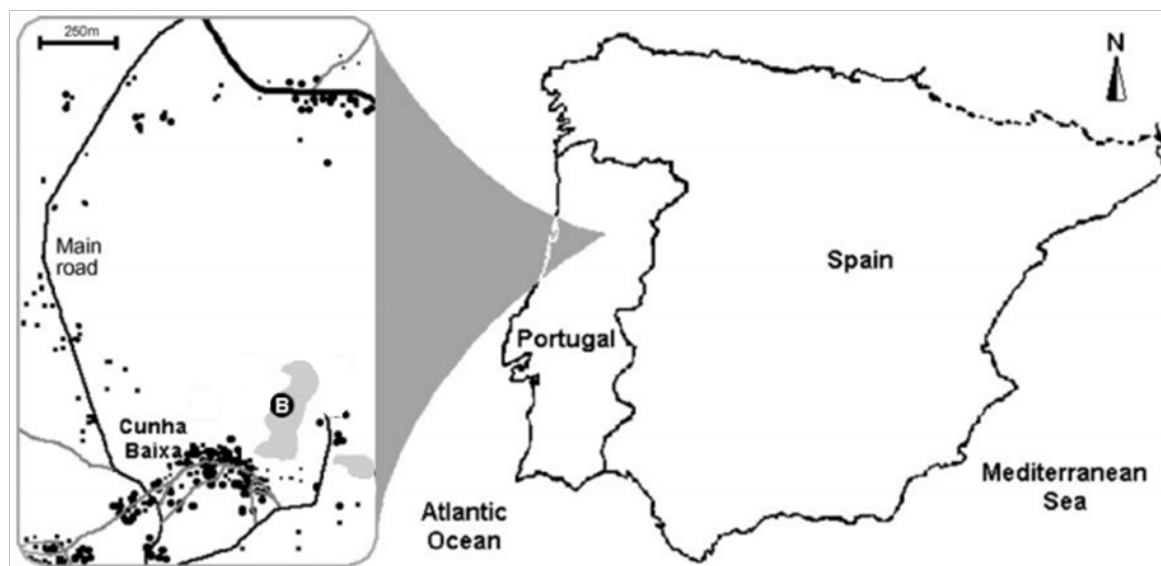 250m
Main
road
B
Cunha
Baixa
N
Spain
Portugal
Atlantic
Ocean
Mediterranean
Sea